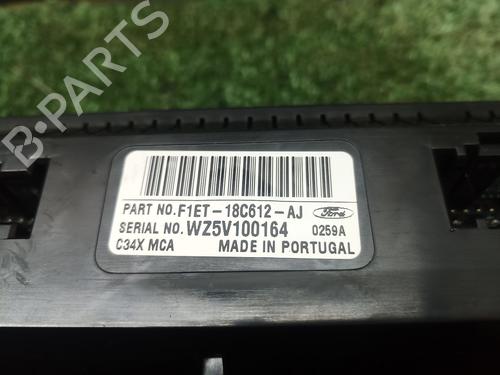 B-PARTS
PART NO.F1ET-18C612-AJ Ford
SERIAL NO.WZ5V100164 0259A
C34X MCA MADE IN PORTUGAL